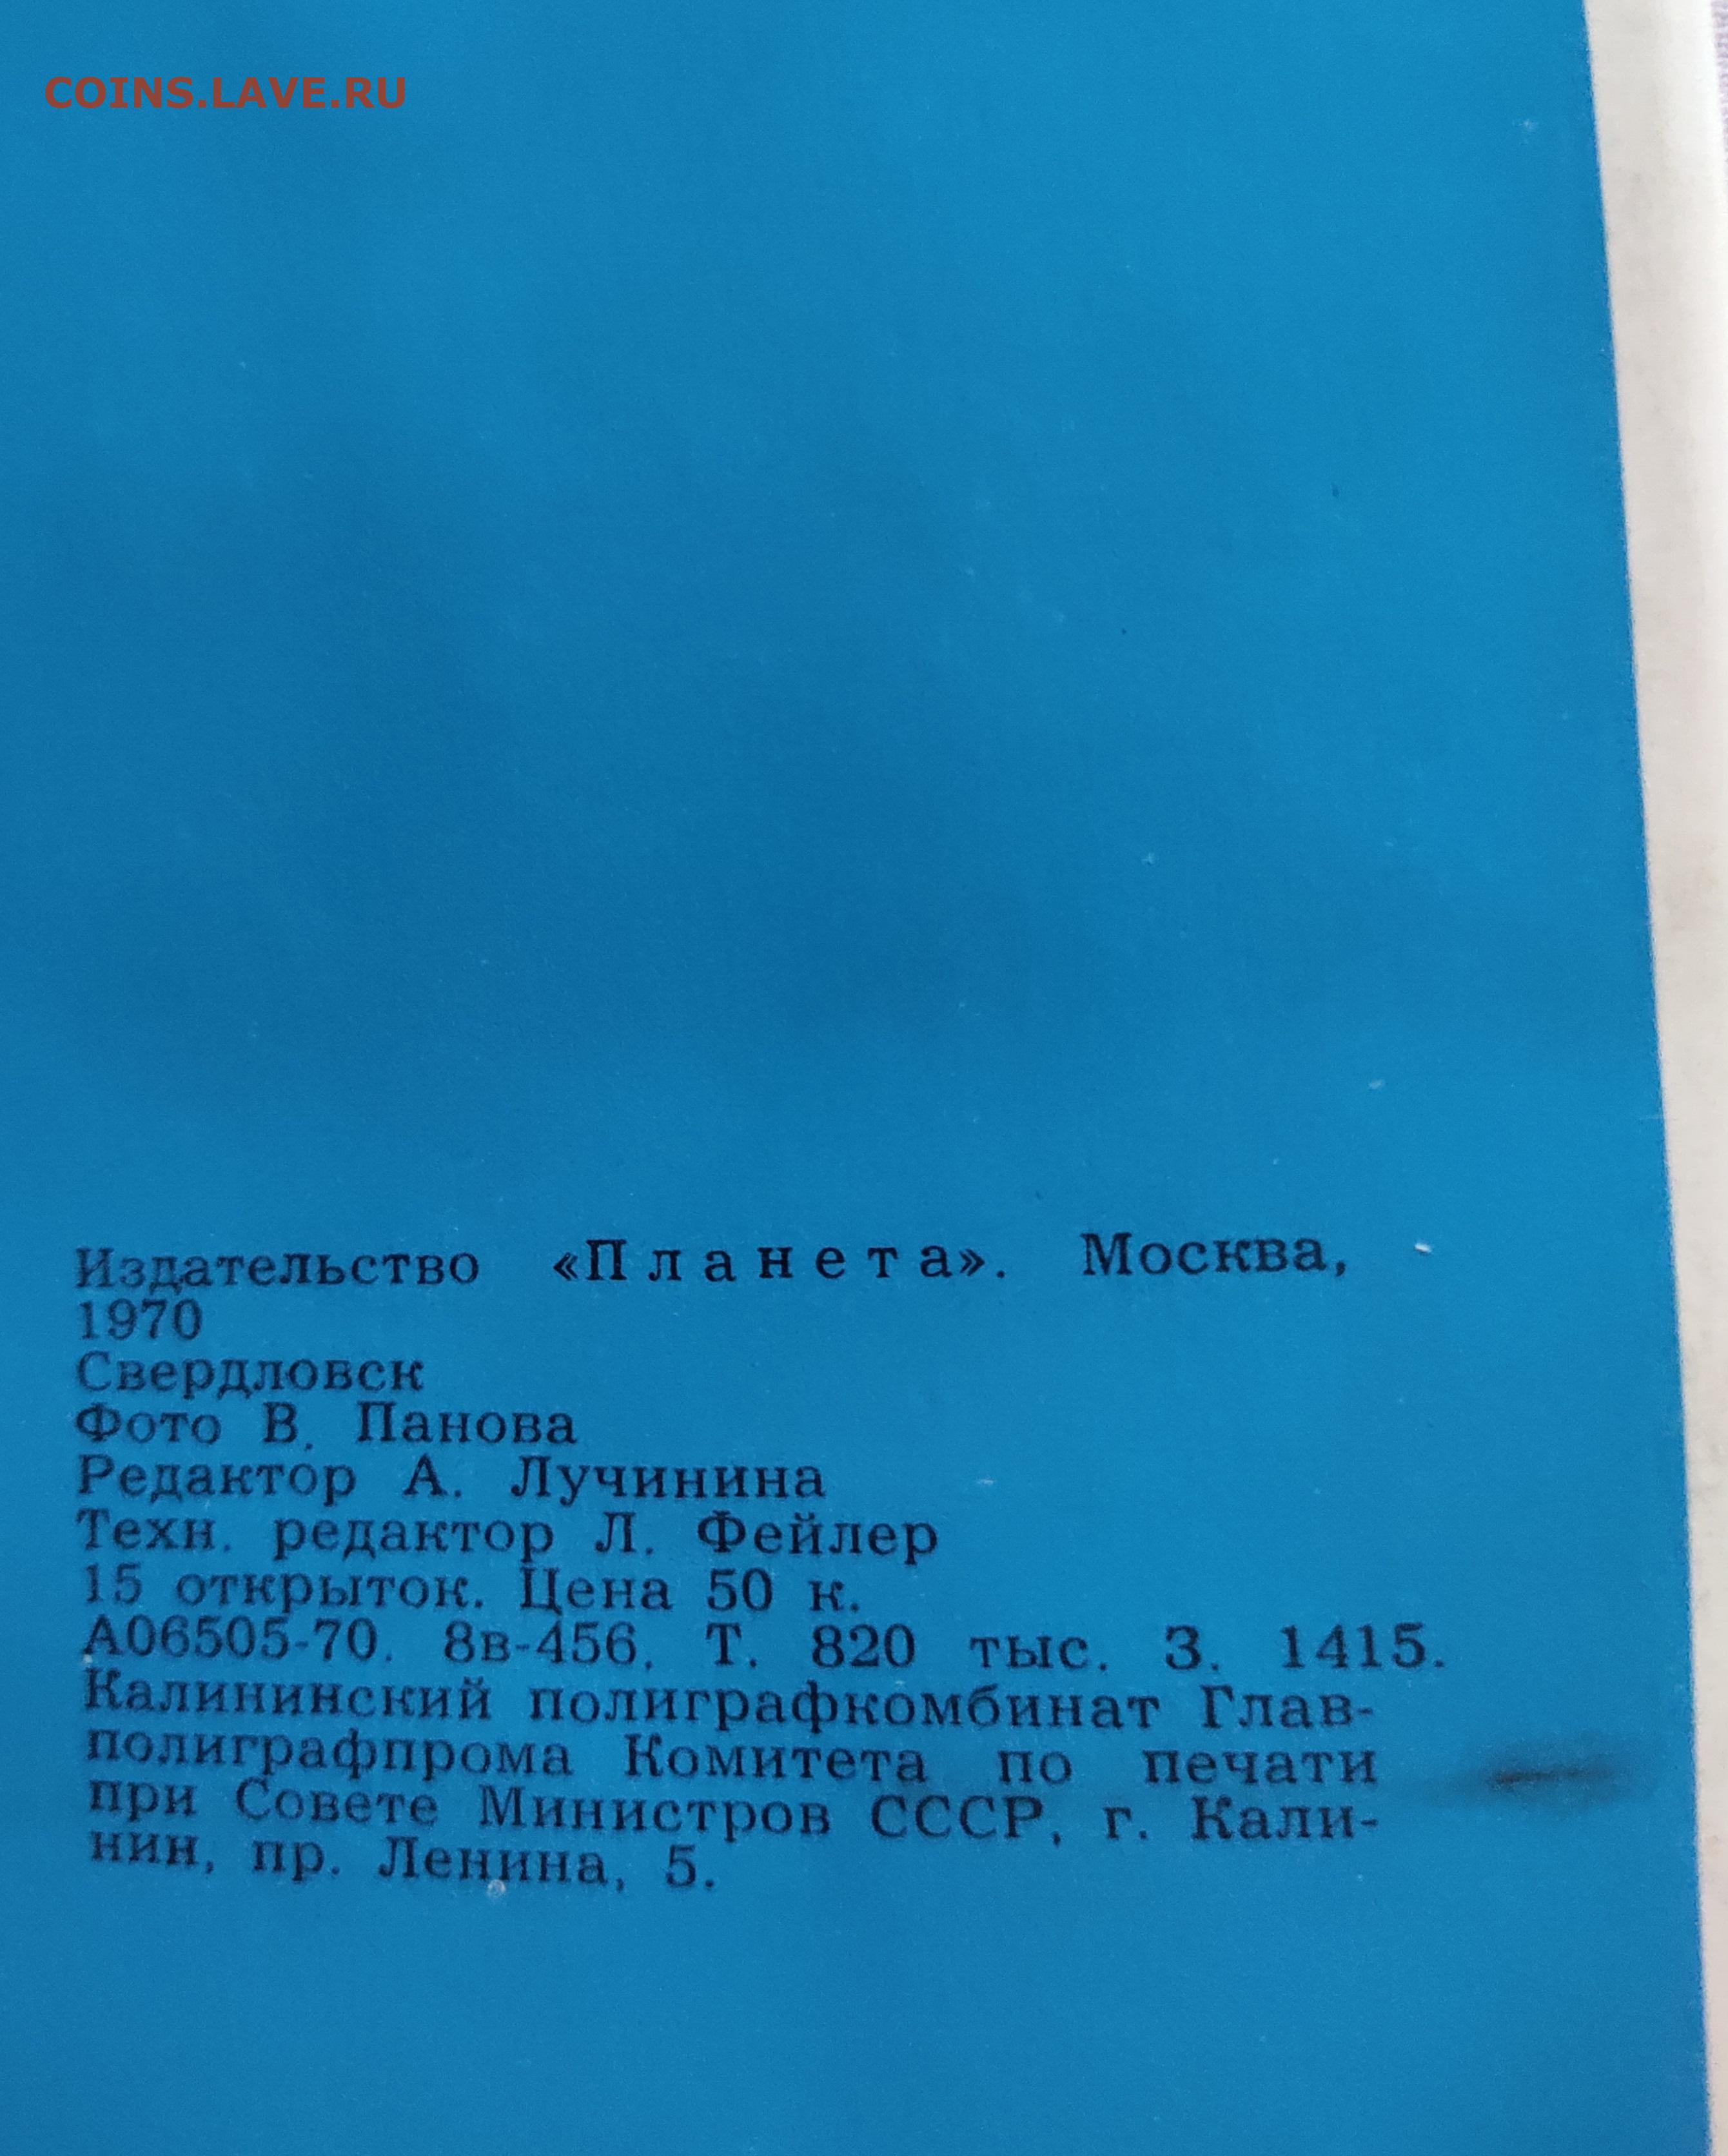 COINS.LAVE.RU
Издательство «Планета». Москва,
1970
Свердловск
Фото В. Панова
Редактор А. Лучинина
Техн. редактор Л. Фейлер
15 открыток. Цена 50 к.
А06505-70. 8в-456. Т. 820 тыс. З. 1415.
Калининский полиграфкомбинат Глав-
полиграфпрома Комитета по печати
при Совете Министров СССР, г. Кали-
нин, пр. Ленина, 5.